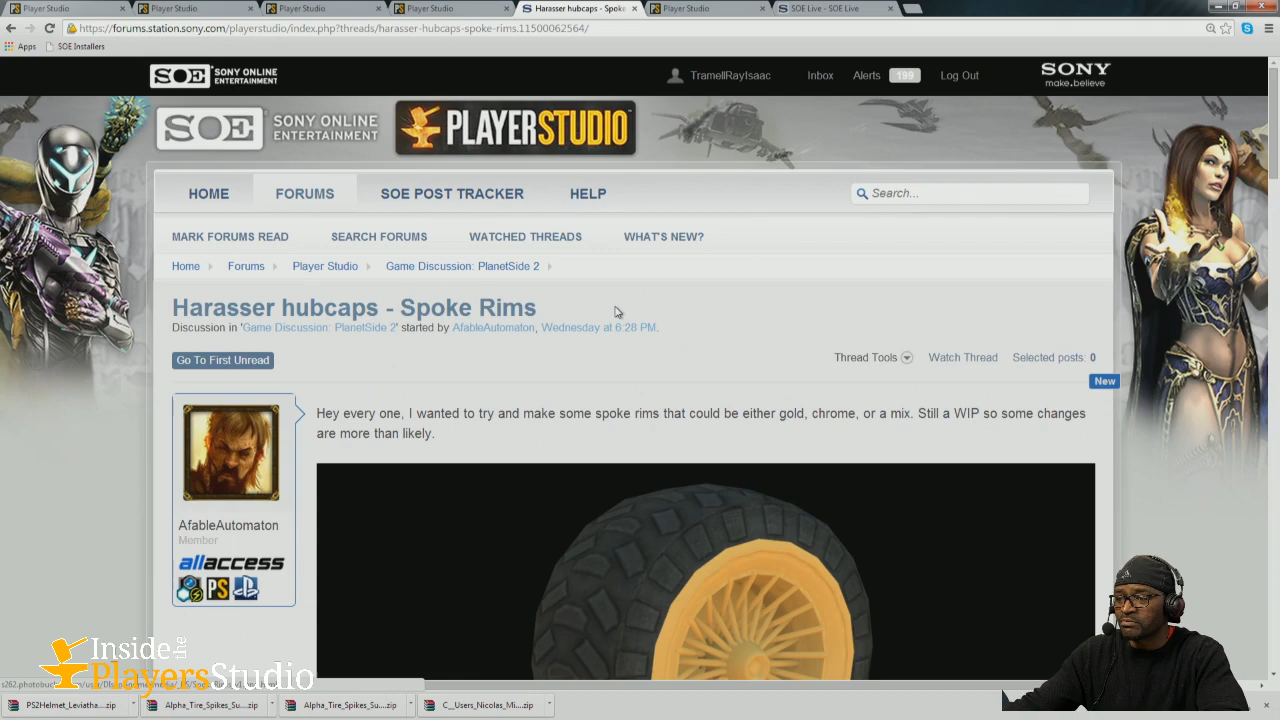 Player Studio
Player Studio
Player Studio
Player Studio
Harasser hubcaps - Spoke
Player Studio
SOE Live - SOE Live
https://forums.station.sony.com/playerstudio/index.php?threads/harasser-hubcaps-spoke-rims.11500062564/
Apps
SOE Installers
SOE SONY ONLINE ENTERTAINMENT
TramellRayIsaac
Inbox
Alerts 199
Log Out
SONY
make.believe
SOE SONY ONLINE ENTERTAINMENT
PLAYERSTUDIO
HOME
FORUMS
SOE POST TRACKER
HELP
Search...
MARK FORUMS READ
SEARCH FORUMS
WATCHED THREADS
WHAT'S NEW?
Home
Forums
Player Studio
Game Discussion: PlanetSide 2
Harasser hubcaps - Spoke Rims
Discussion in 'Game Discussion: PlanetSide 2' started by AfableAutomaton, Wednesday at 6:28 PM.
Go To First Unread
Thread Tools
Watch Thread
Selected posts: 0
New
Hey every one, I wanted to try and make some spoke rims that could be either gold, chrome, or a mix. Still a WIP so some changes
are more than likely.
AfableAutomaton
Member
allaccess
PS
Inside the
PlayersStudio
PS2Helmet_Leviatha....zip
Alpha_Tire_Spikes_Su....zip
Alpha_Tire_Spikes_Su....zip
C__Users_Nicolas_Mi....zip